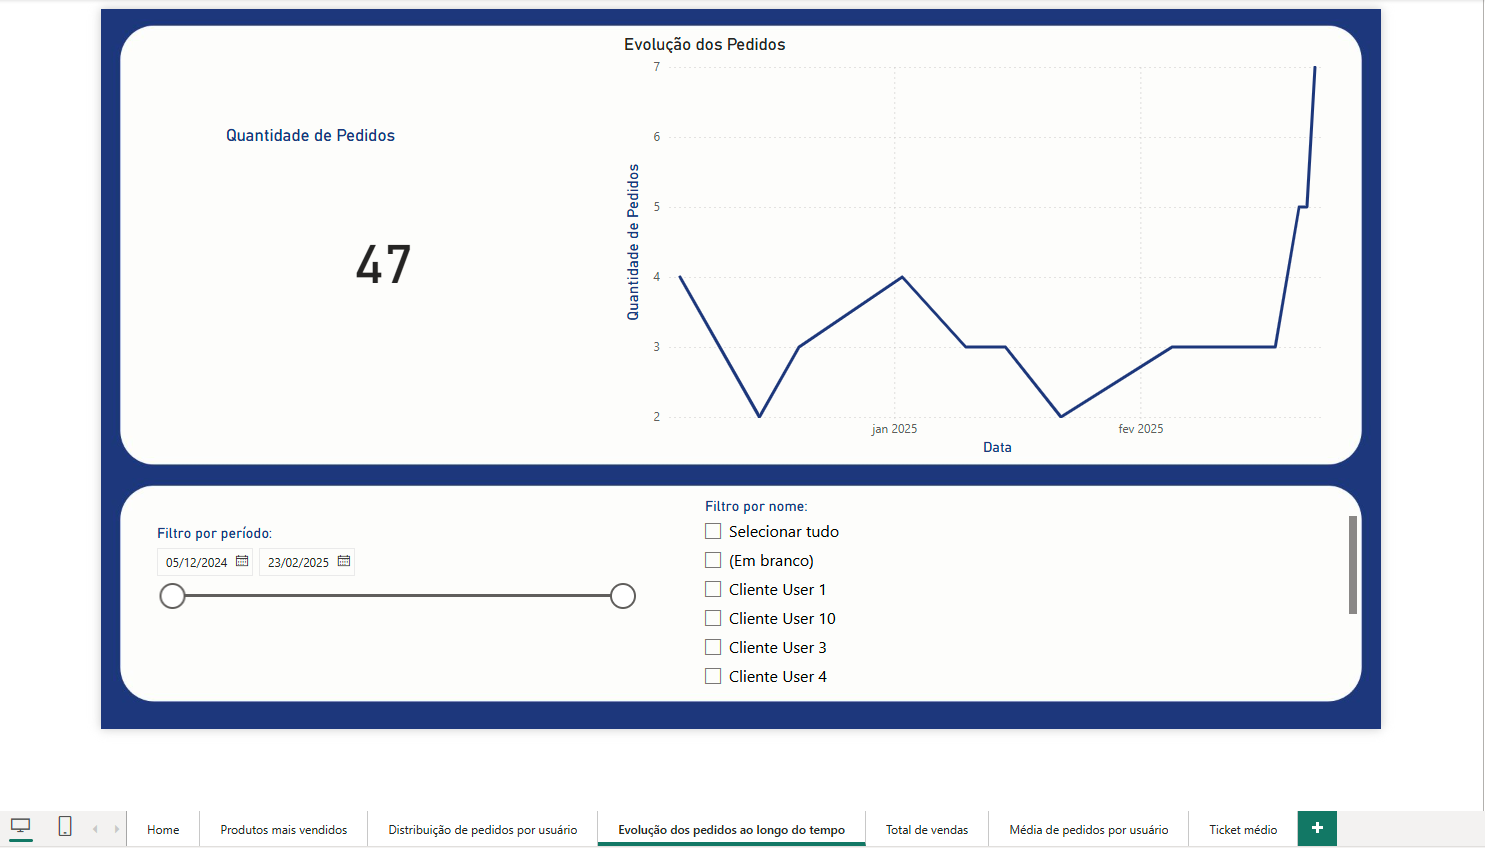 Quantidade de Pedidos
47
Evolução dos Pedidos
Quantidade de Pedidos
7
6
5
4
3
2
jan 2025
fev 2025
Data
Filtro por período:
05/12/2024
23/02/2025
Filtro por nome:
Selecionar tudo
(Em branco)
Cliente User 1
Cliente User 10
Cliente User 3
Cliente User 4
Home
Produtos mais vendidos
Distribuição de pedidos por usuário
Evolução dos pedidos ao longo do tempo
Total de vendas
Média de pedidos por usuário
Ticket médio
+